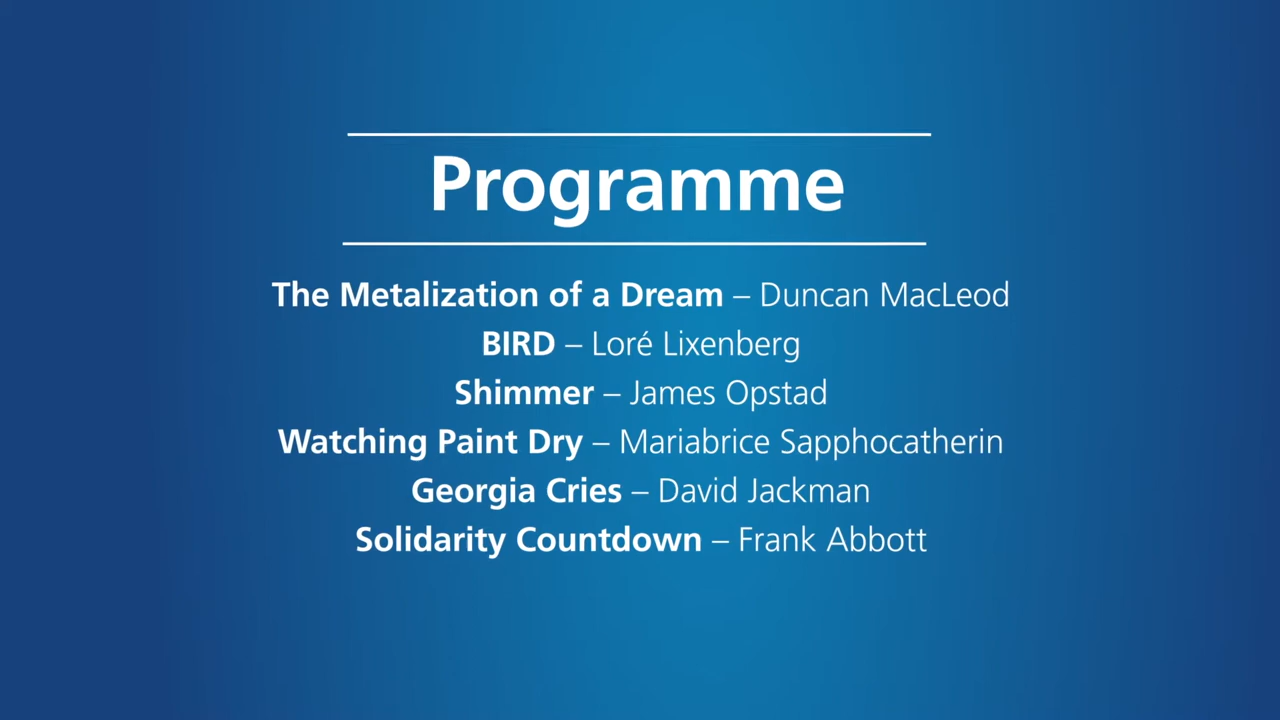 Programme
The Metalization of a Dream – Duncan MacLeod
BIRD – Loré Lixenberg
Shimmer – James Opstad
Watching Paint Dry – Mariabrice Sapphocatherin
Georgia Cries – David Jackman
Solidarity Countdown – Frank Abbott